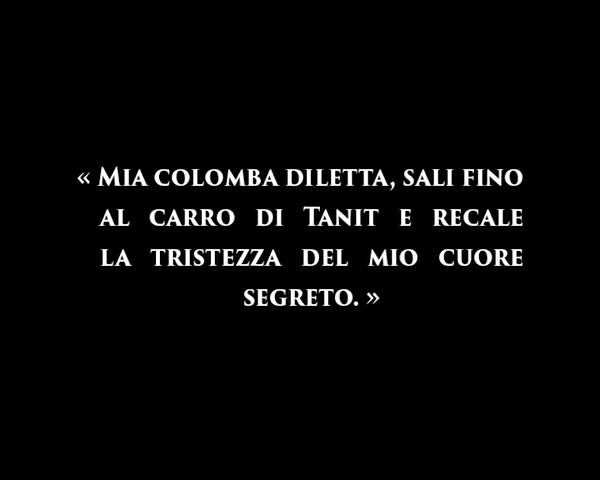 « Mia colomba diletta, sali fino
al carro di Tanit e recale
la tristezza del mio cuore
segreto. »